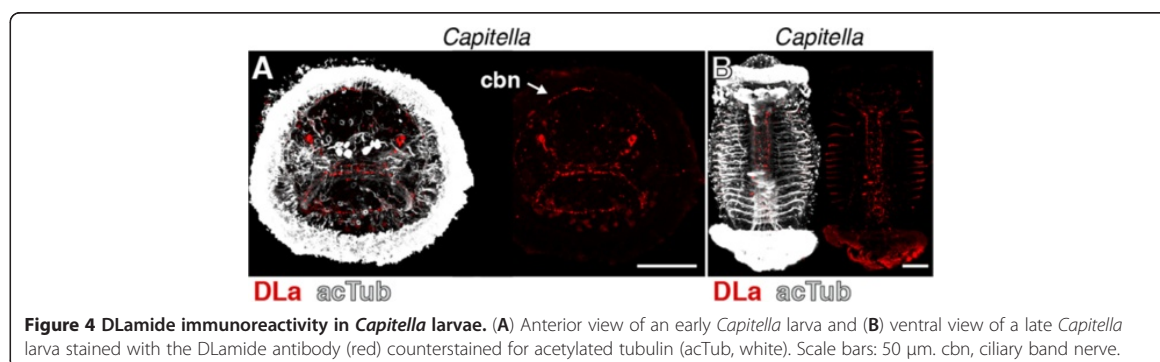 Capitella Capitella
A cbn B
DLa acTub DLa acTub
Figure 4 DLamide immunoreactivity in Capitella larvae. (A) Anterior view of an early Capitella larva and (B) ventral view of a late Capitella
larva stained with the DLamide antibody (red) counterstained for acetylated tubulin (acTub, white). Scale bars: 50 μm. cbn, ciliary band nerve.